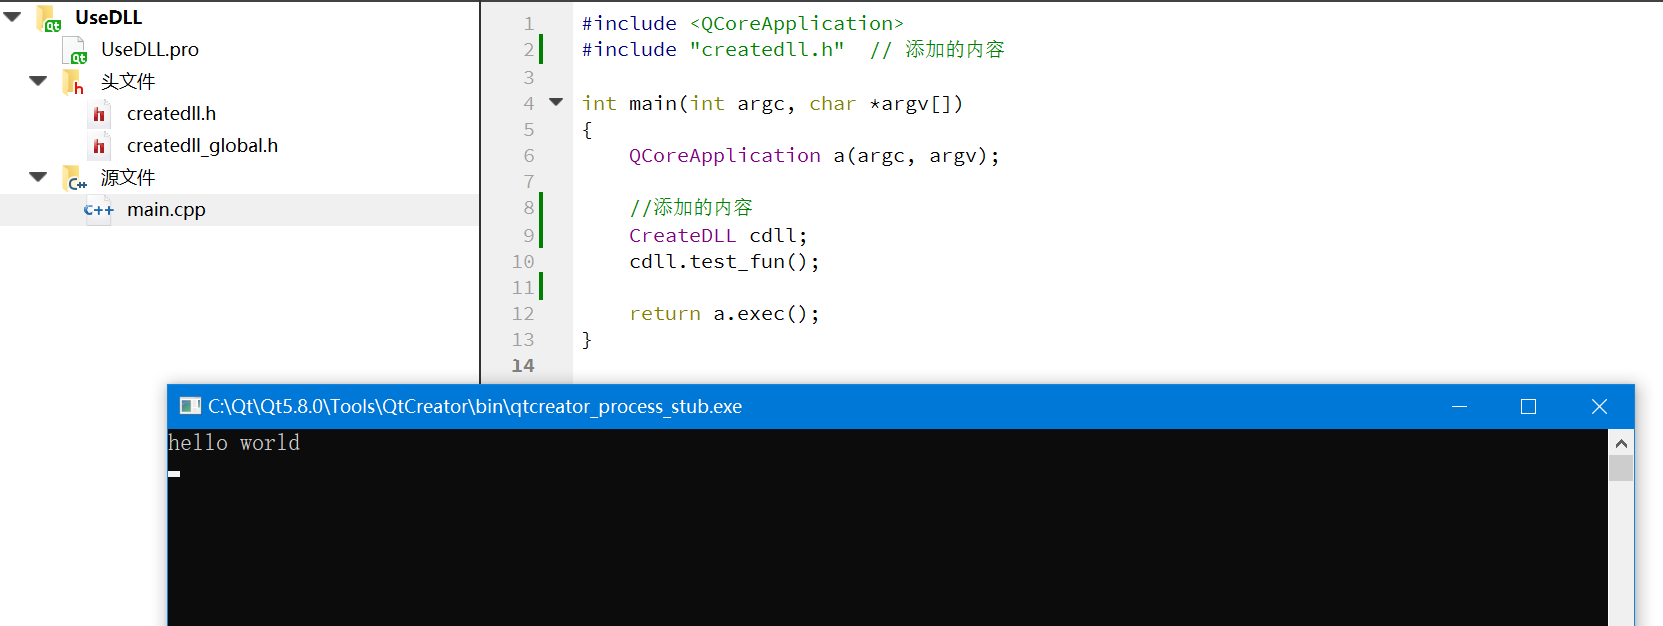 UseDLL
UseDLL.pro
头文件
createdll.h
createdll_global.h
源文件
main.cpp
1 #include <QCoreApplication>
2 #include "createdll.h"  // 添加的内容
3
4 int main(int argc, char *argv[])
5 {
6     QCoreApplication a(argc, argv);
7
8     //添加的内容
9     CreateDLL cdll;
10     cdll.test_fun();
11
12     return a.exec();
13 }
14
C:\Qt\Qt5.8.0\Tools\QtCreator\bin\qtcreator_process_stub.exe
hello world